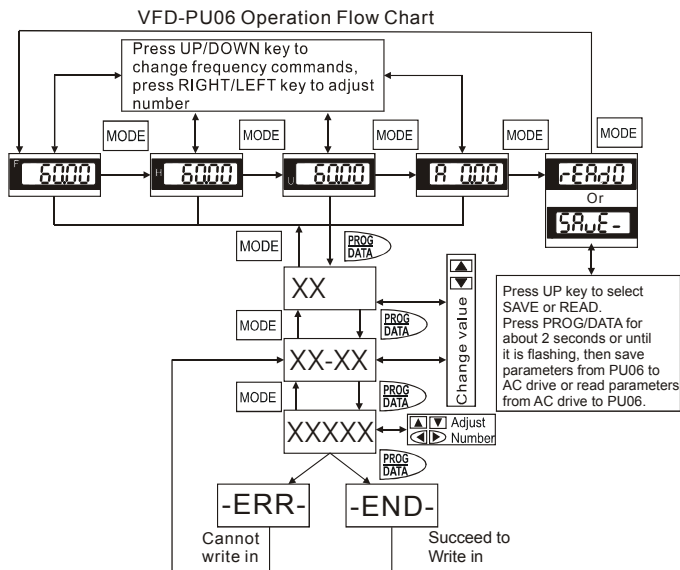 VFD-PU06 Operation Flow Chart
Press UP/DOWN key to
change frequency commands,
press RIGHT/LEFT key to adjust
number
MODE
MODE
MODE
MODE
MODE
F 60.00
H 60.00
U 60.00
A 0.00
rEAd0
Or
SAvE-
MODE
PROG
DATA
XX
MODE
PROG
DATA
XX-XX
Change value
MODE
PROG
DATA
XXXXX
Adjust
Number
PROG
DATA
-ERR-
-END-
Cannot
write in
Succeed to
Write in
Press UP key to select
SAVE or READ.
Press PROG/DATA for
about 2 seconds or until
it is flashing, then save
parameters from PU06 to
AC drive or read parameters
from AC drive to PU06.